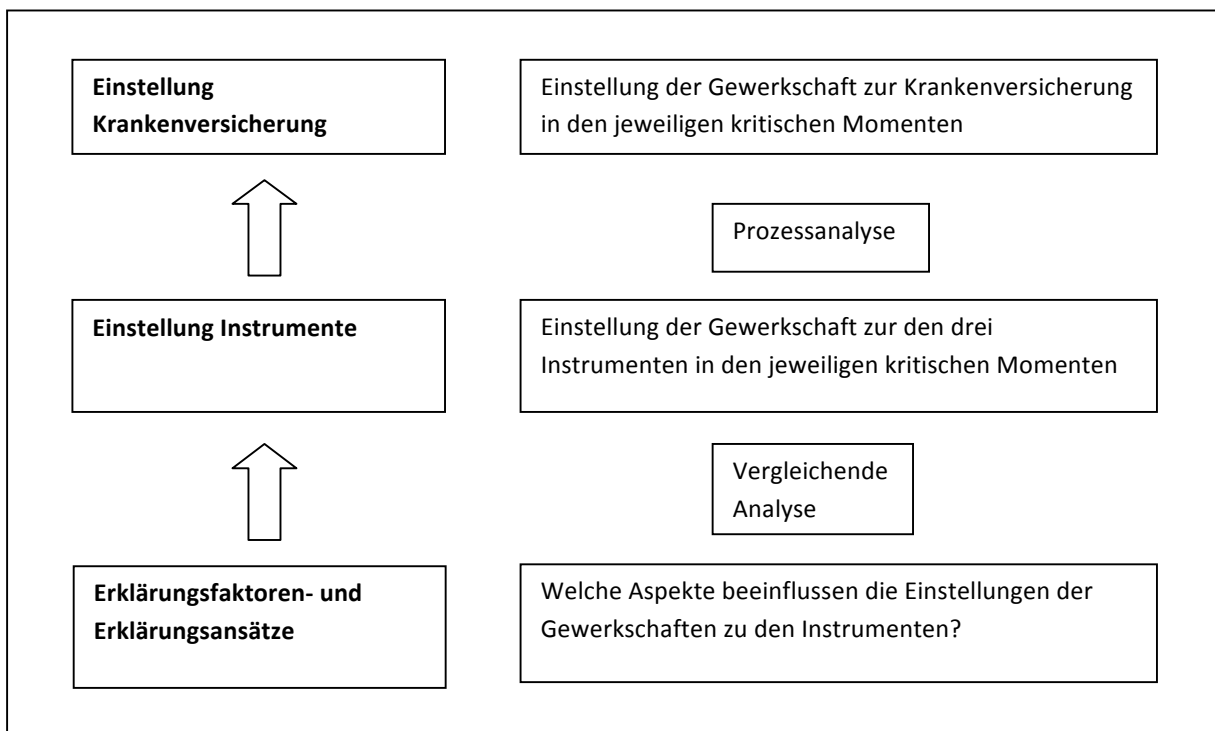 Einstellung
Krankenversicherung
Einstellung der Gewerkschaft zur Krankenversicherung
in den jeweiligen kritischen Momenten
Prozessanalyse
Einstellung Instrumente
Einstellung der Gewerkschaft zur den drei
Instrumenten in den jeweiligen kritischen Momenten
Vergleichende
Analyse
Erklärungsfaktoren- und
Erklärungsansätze
Welche Aspekte beeinflussen die Einstellungen der
Gewerkschaften zu den Instrumenten?